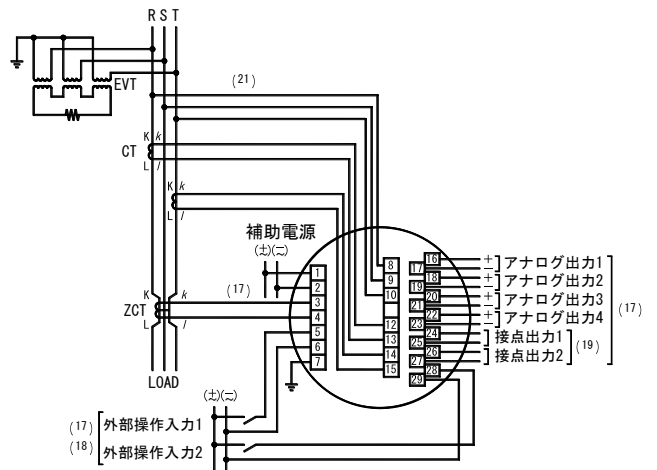 R S T
EVT
(21)
K k
CT
L l
K k
L l
補助電源
(±)(=)
(17)
K k
ZCT
L l
LOAD
1
2
3
4
5
6
7
8
9
10
12
13
14
15
16
17
18
19
20
21
22
23
24
25
26
27
28
29
+
− アナログ出力1
+
− アナログ出力2
+
− アナログ出力3
+
− アナログ出力4
(17)
接点出力1
接点出力2
(19)
(±)(=)
(17)
(18)
外部操作入力1
外部操作入力2